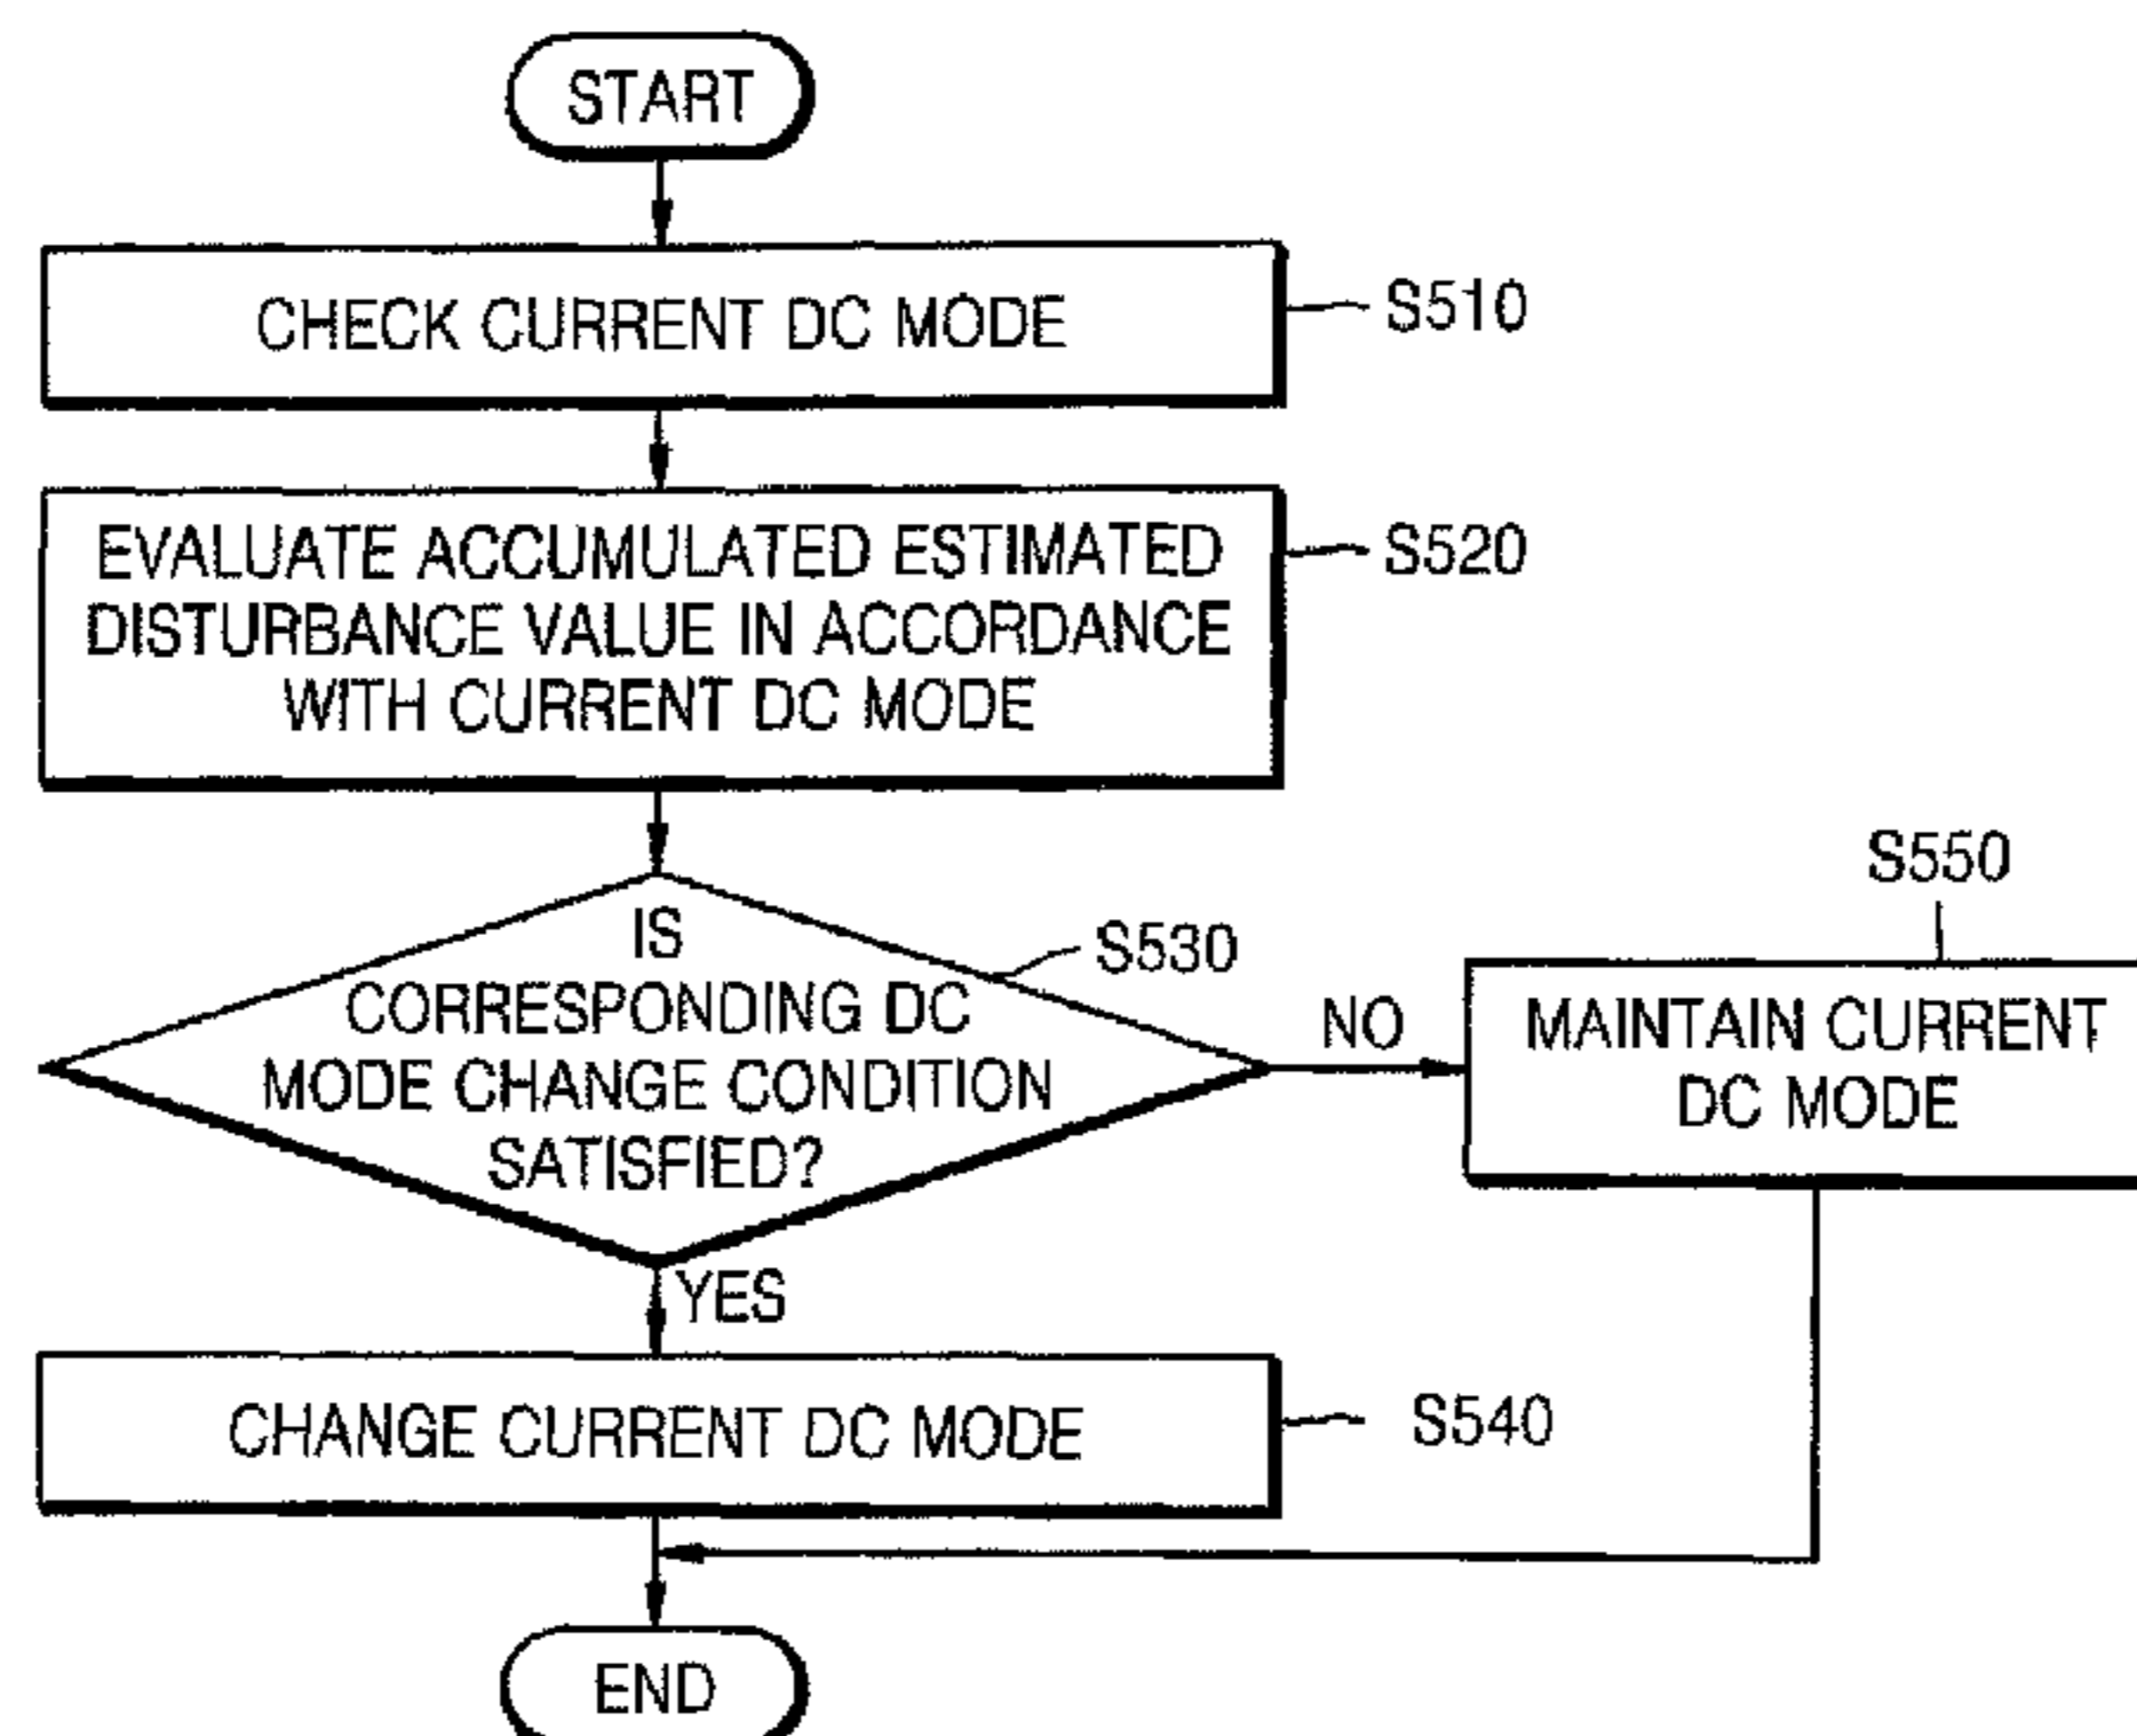 START
CHECK CURRENT DC MODE
S510
EVALUATE ACCUMULATED ESTIMATED
DISTURBANCE VALUE IN ACCORDANCE
WITH CURRENT DC MODE
S520
IS
CORRESPONDING DC
MODE CHANGE CONDITION
SATISFIED?
S530
NO
S550
MAINTAIN CURRENT
DC MODE
YES
CHANGE CURRENT DC MODE
S540
END